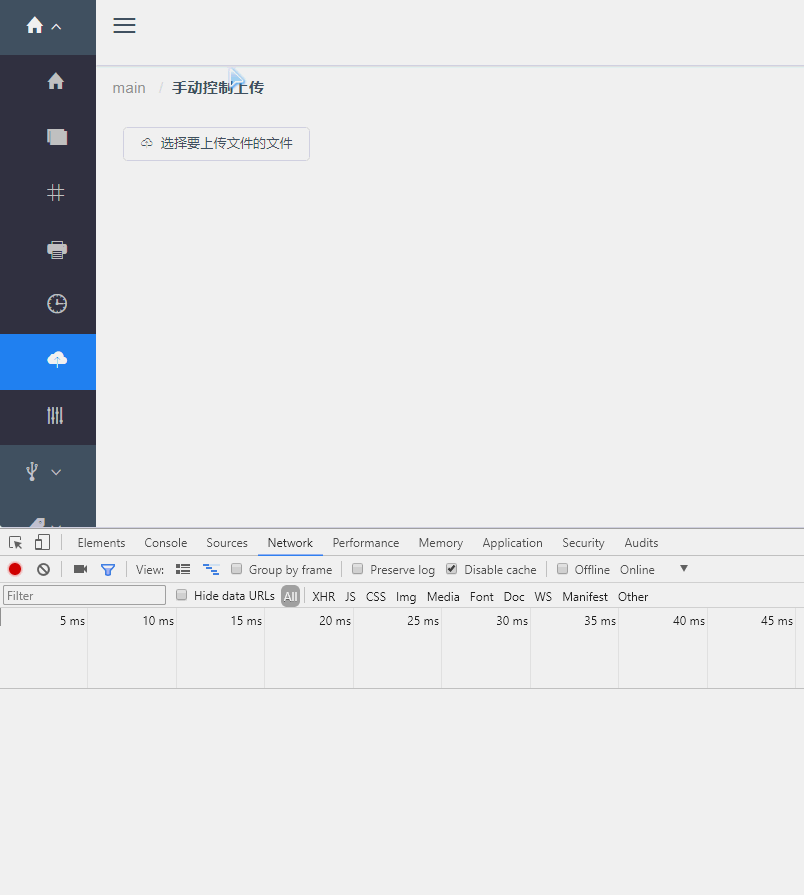 main / 手动控制上传
选择要上传文件的文件
Elements Console Sources Network Performance Memory Application Security Audits
View: Group by frame Preserve log Disable cache Offline Online
Filter Hide data URLs All XHR JS CSS Img Media Font Doc WS Manifest Other
5 ms 10 ms 15 ms 20 ms 25 ms 30 ms 35 ms 40 ms 45 ms